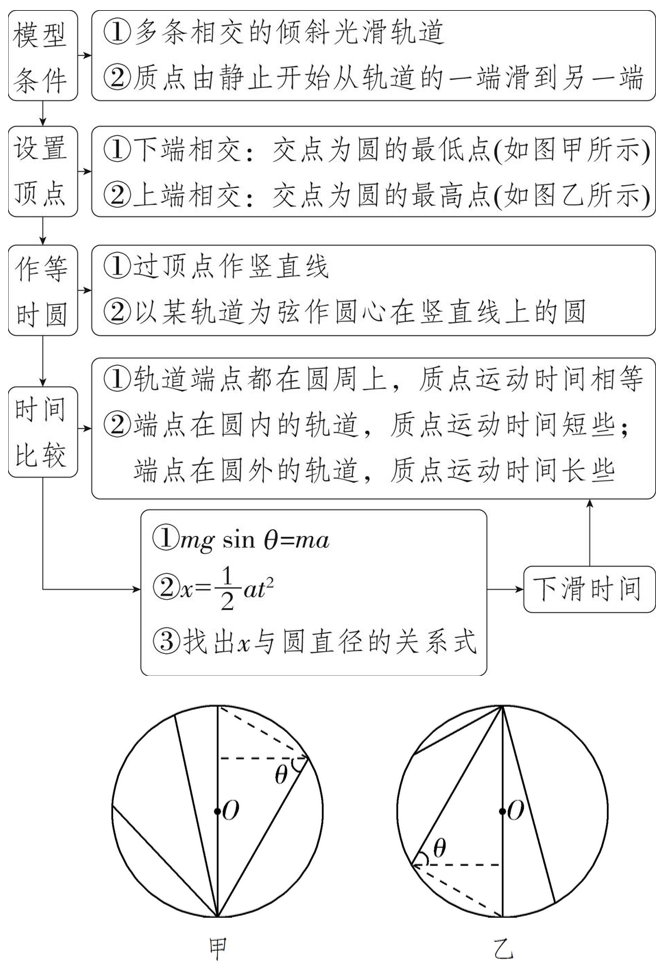 模型
条件
①多条相交的倾斜光滑轨道
②质点由静止开始从轨道的一端滑到另一端
设置
顶点
①下端相交：交点为圆的最低点(如图甲所示)
②上端相交：交点为圆的最高点(如图乙所示)
作等
时圆
①过顶点作竖直线
②以某轨道为弦作圆心在竖直线上的圆
时间
比较
①轨道端点都在圆周上，质点运动时间相等
②端点在圆内的轨道，质点运动时间短些；
端点在圆外的轨道，质点运动时间长些
①mg sin θ=ma
②x=1/2 at²
③找出x与圆直径的关系式
下滑时间
θ
O
甲
O
θ
乙